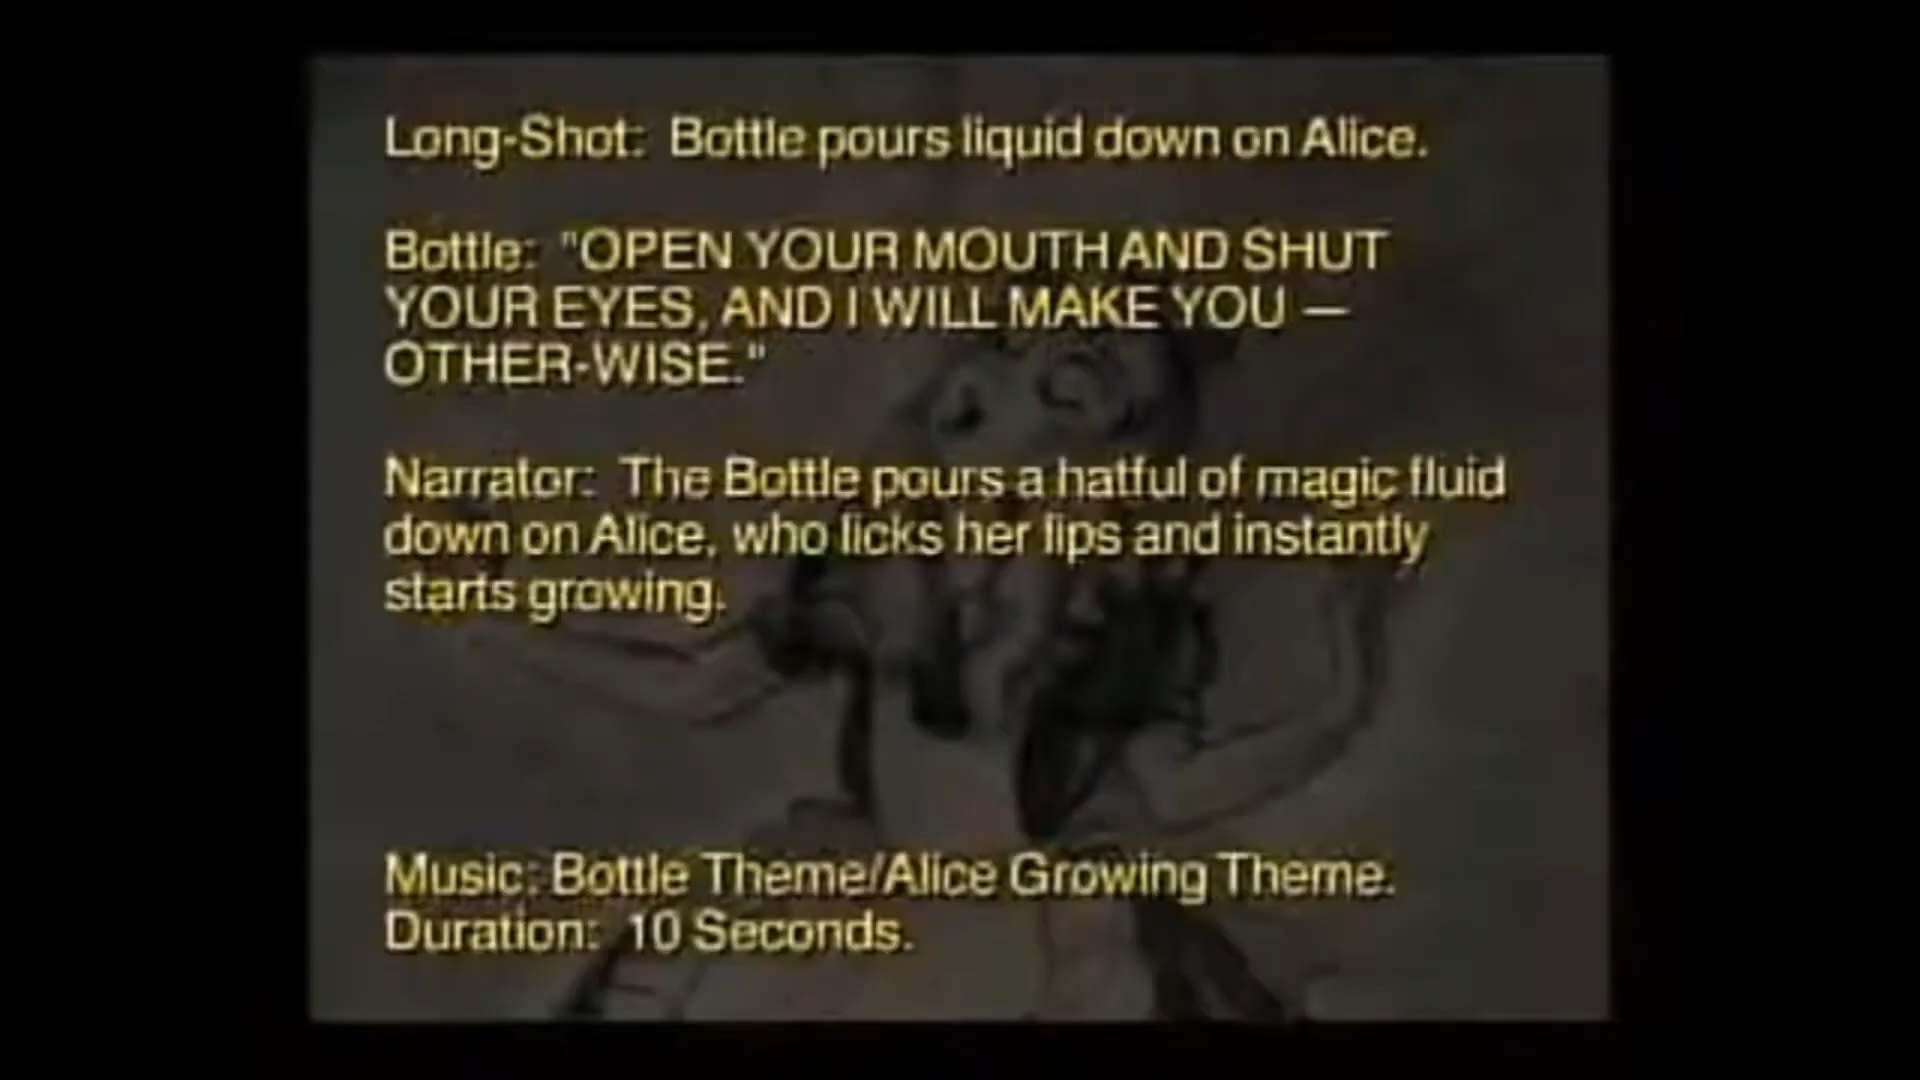 Long-Shot: Bottle pours liquid down on Alice.
Bottle: "OPEN YOUR MOUTH AND SHUT
YOUR EYES, AND I WILL MAKE YOU —
OTHER-WISE."
Narrator: The Bottle pours a hatful of magic fluid
down on Alice, who licks her lips and instantly
starts growing.
Music: Bottle Theme/Alice Growing Theme.
Duration: 10 Seconds.